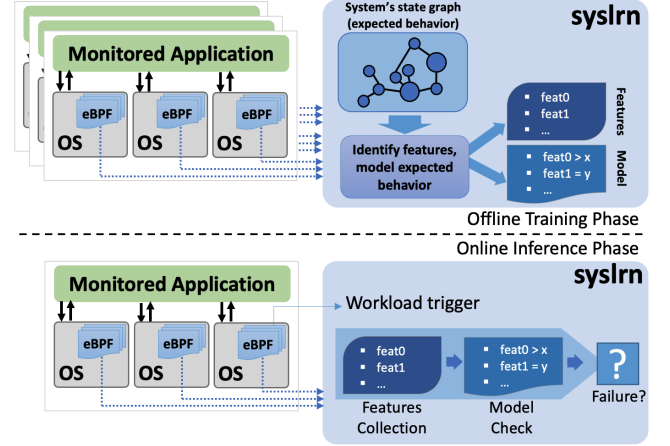 System's state graph
(expected behavior)
syslrn
Monitored Application
eBPF
eBPF
eBPF
OS
OS
OS
Identify features,
model expected
behavior
feat0
feat1
...
Features
feat0 > x
feat1 = y
...
Model
Offline Training Phase
Online Inference Phase
syslrn
Monitored Application
Workload trigger
eBPF
eBPF
eBPF
OS
OS
OS
feat0
feat1
...
feat0 > x
feat1 = y
...
?
Failure?
Features
Collection
Model
Check